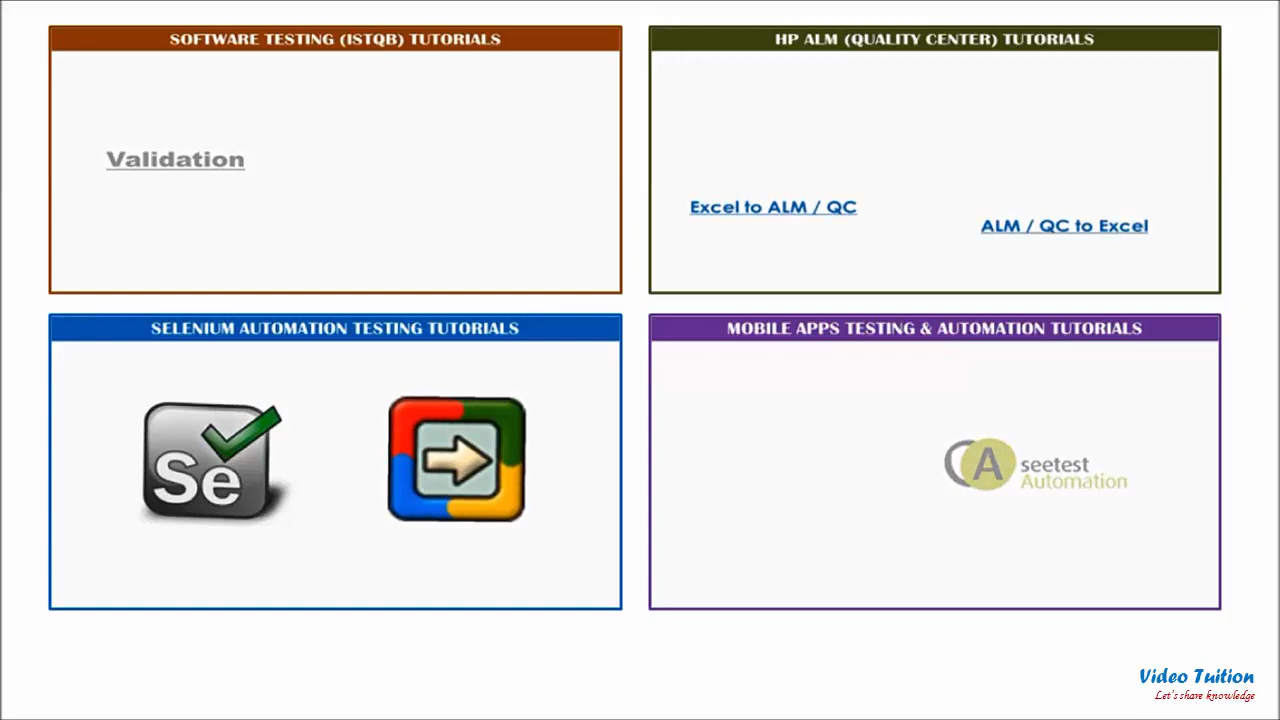 SOFTWARE TESTING (ISTQB) TUTORIALS
Validation
HP ALM (QUALITY CENTER) TUTORIALS
Excel to ALM / QC
ALM / QC to Excel
SELENIUM AUTOMATION TESTING TUTORIALS
Se
MOBILE APPS TESTING & AUTOMATION TUTORIALS
A
seetest
Automation
Video Tuition
Let's share knowledge